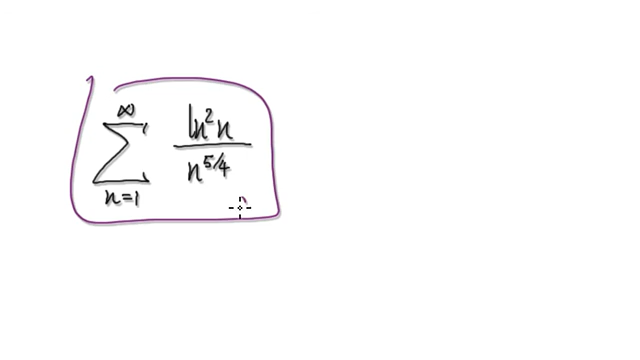 ∑_{n=1}^{∞} ln²n / n^{5/4}